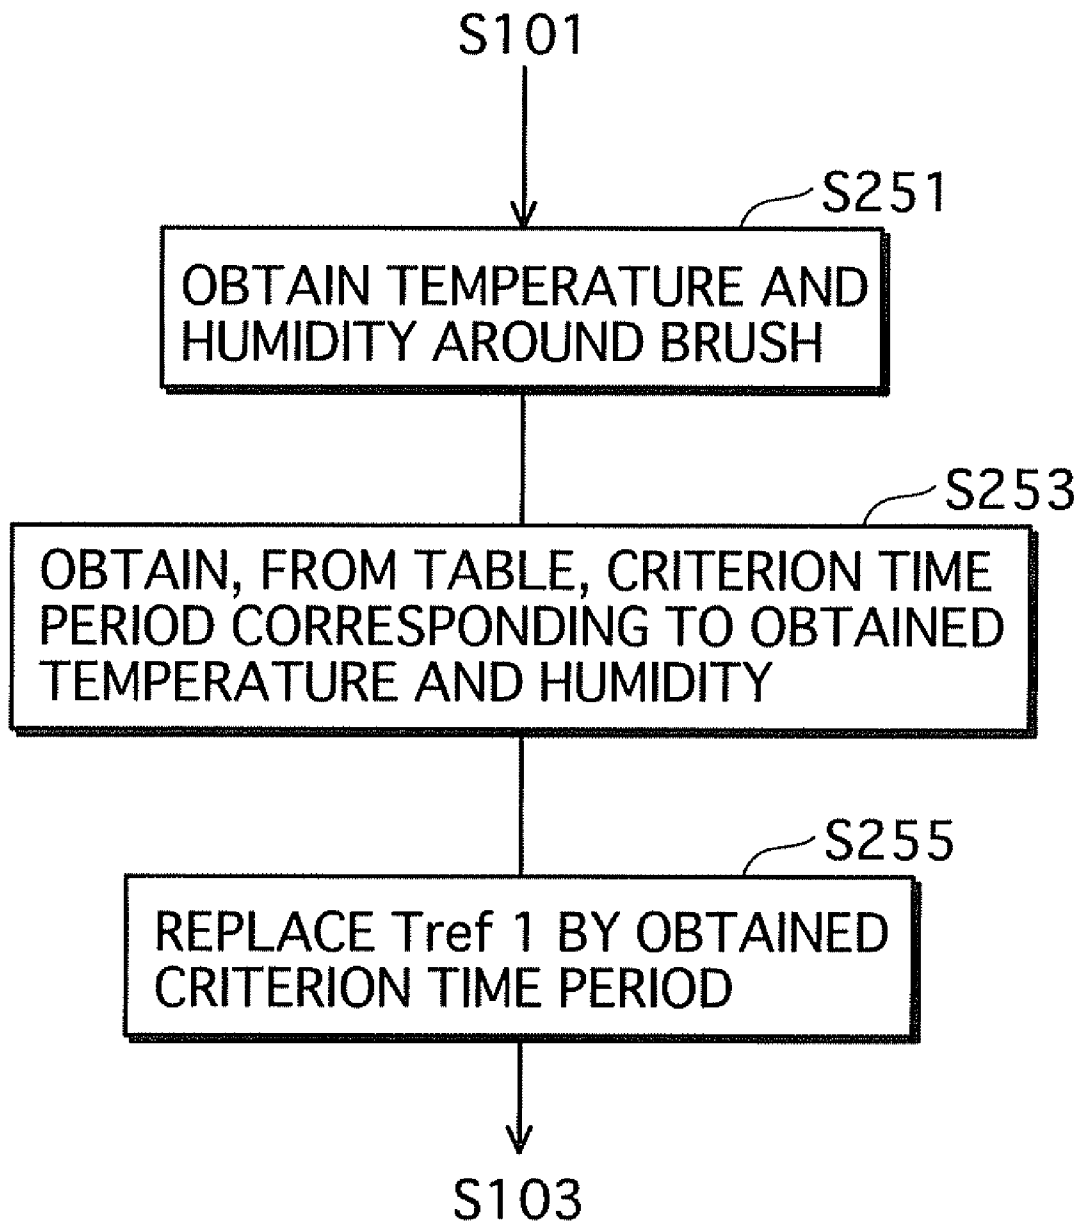 S101
S251
OBTAIN TEMPERATURE AND
HUMIDITY AROUND BRUSH
S253
OBTAIN, FROM TABLE, CRITERION TIME
PERIOD CORRESPONDING TO OBTAINED
TEMPERATURE AND HUMIDITY
S255
REPLACE Tref 1 BY OBTAINED
CRITERION TIME PERIOD
S103